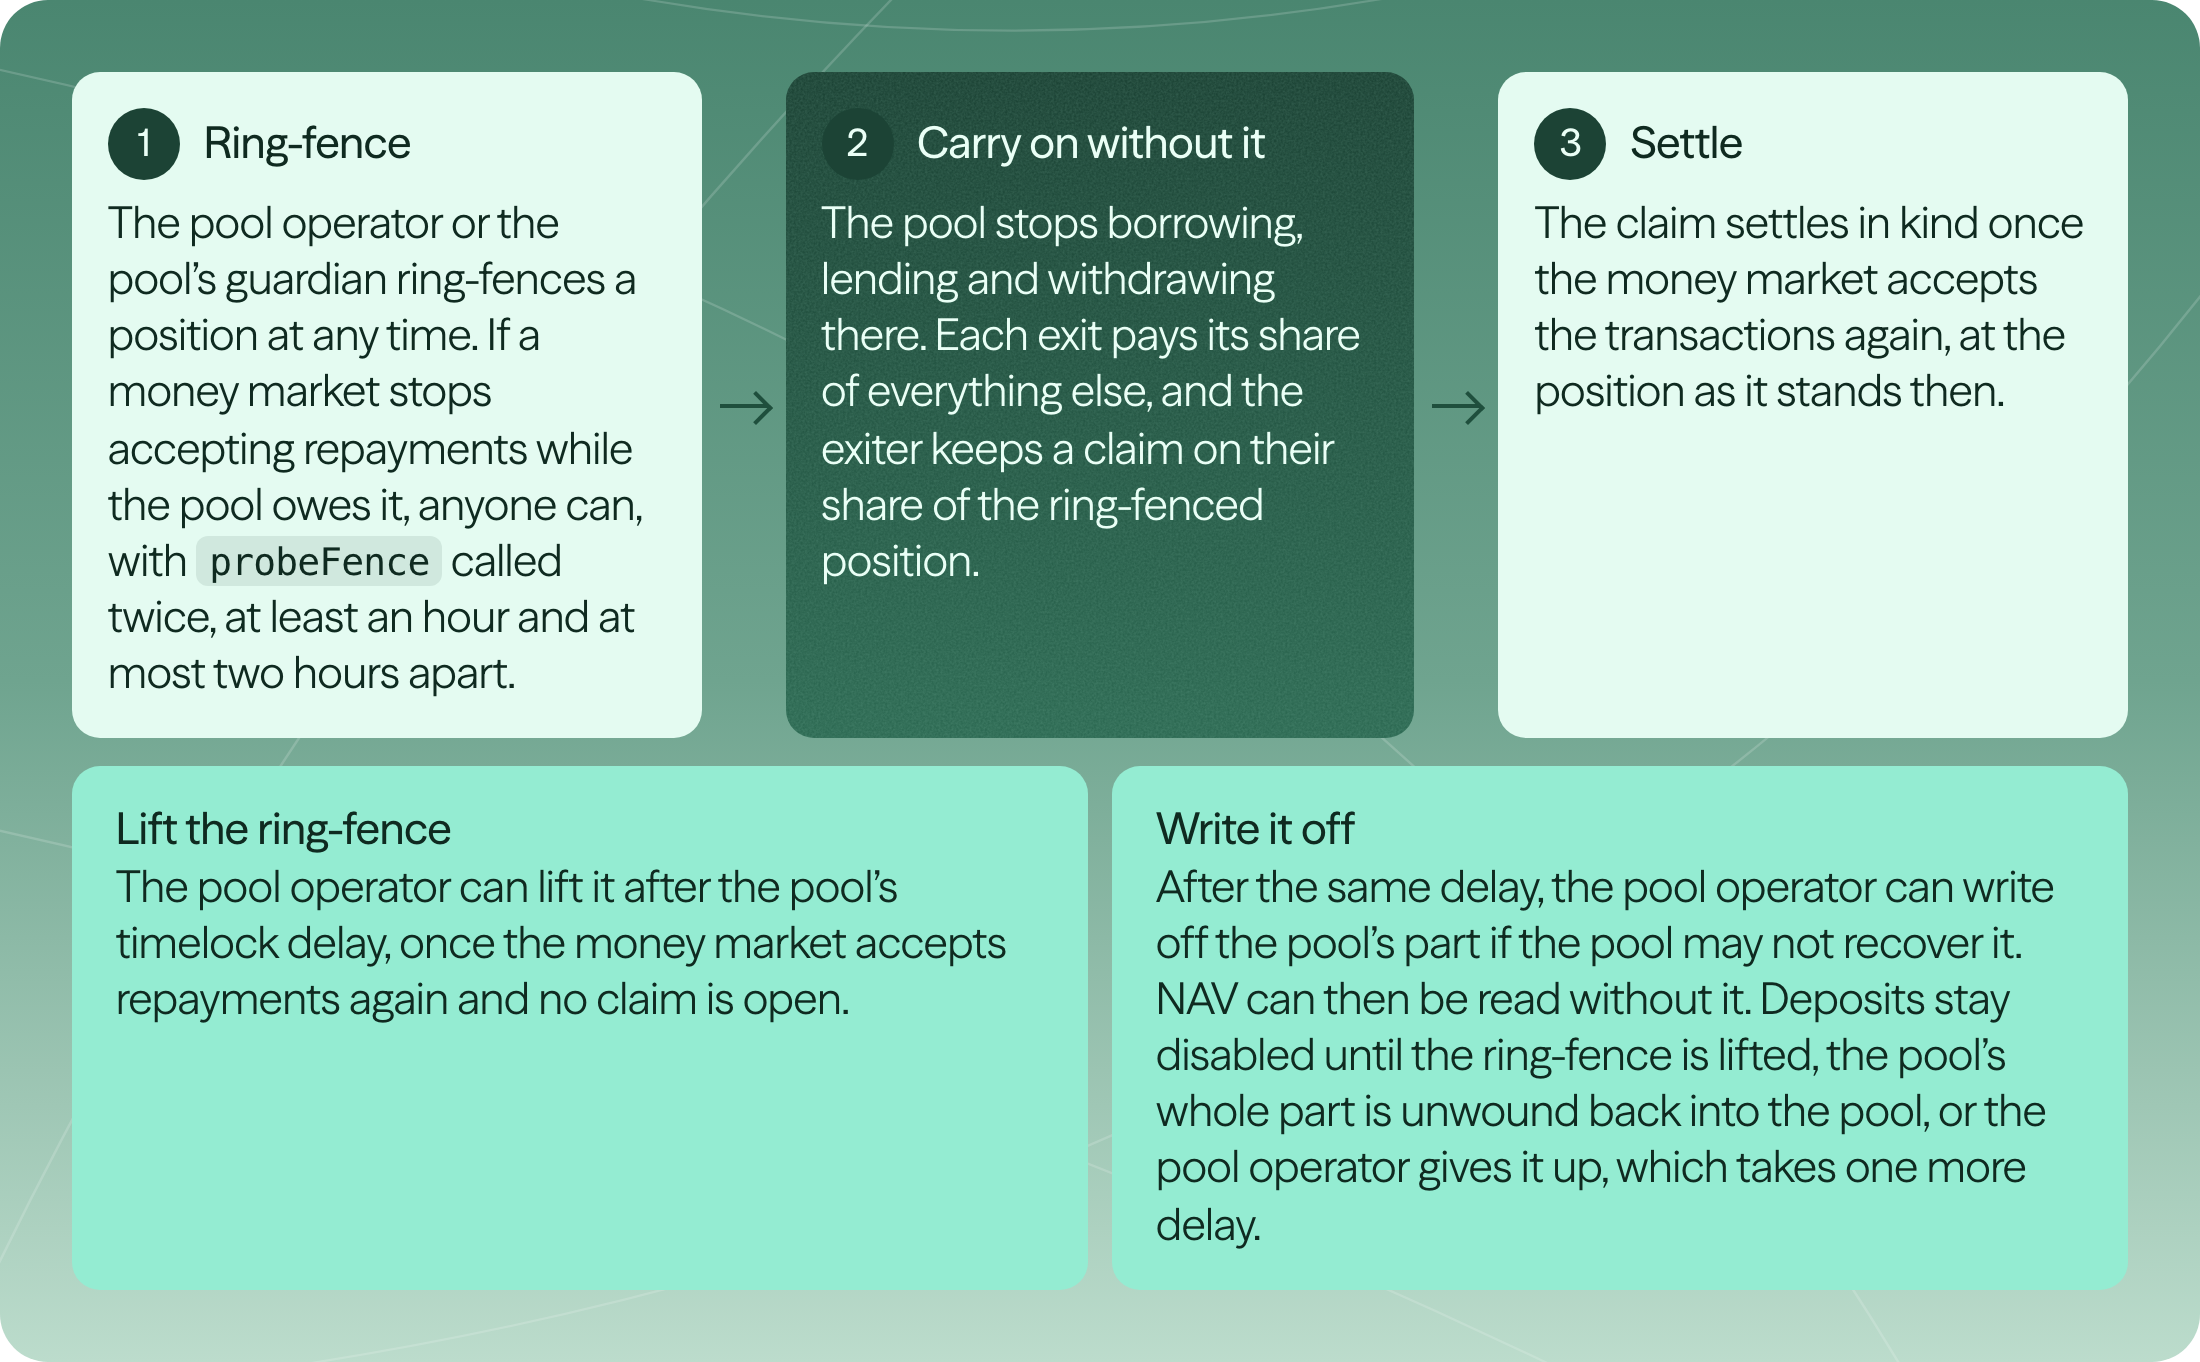 1 Ring-fence
The pool operator or the
pool’s guardian ring-fences a
position at any time. If a
money market stops
accepting repayments while
the pool owes it, anyone can,
with probeFence called
twice, at least an hour and at
most two hours apart.
2 Carry on without it
The pool stops borrowing,
lending and withdrawing
there. Each exit pays its share
of everything else, and the
exiter keeps a claim on their
share of the ring-fenced
position.
3 Settle
The claim settles in kind once
the money market accepts
the transactions again, at the
position as it stands then.
Lift the ring-fence
The pool operator can lift it after the pool’s
timelock delay, once the money market accepts
repayments again and no claim is open.
Write it off
After the same delay, the pool operator can write
off the pool’s part if the pool may not recover it.
NAV can then be read without it. Deposits stay
disabled until the ring-fence is lifted, the pool’s
whole part is unwound back into the pool, or the
pool operator gives it up, which takes one more
delay.